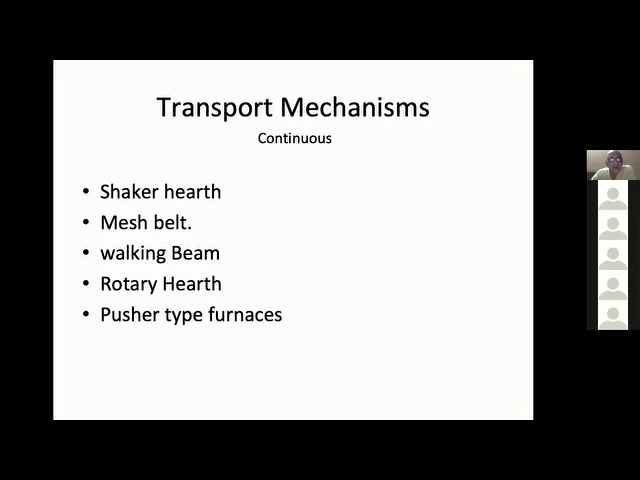 Transport Mechanisms
Continuous
• Shaker hearth
• Mesh belt.
• walking Beam
• Rotary Hearth
• Pusher type furnaces